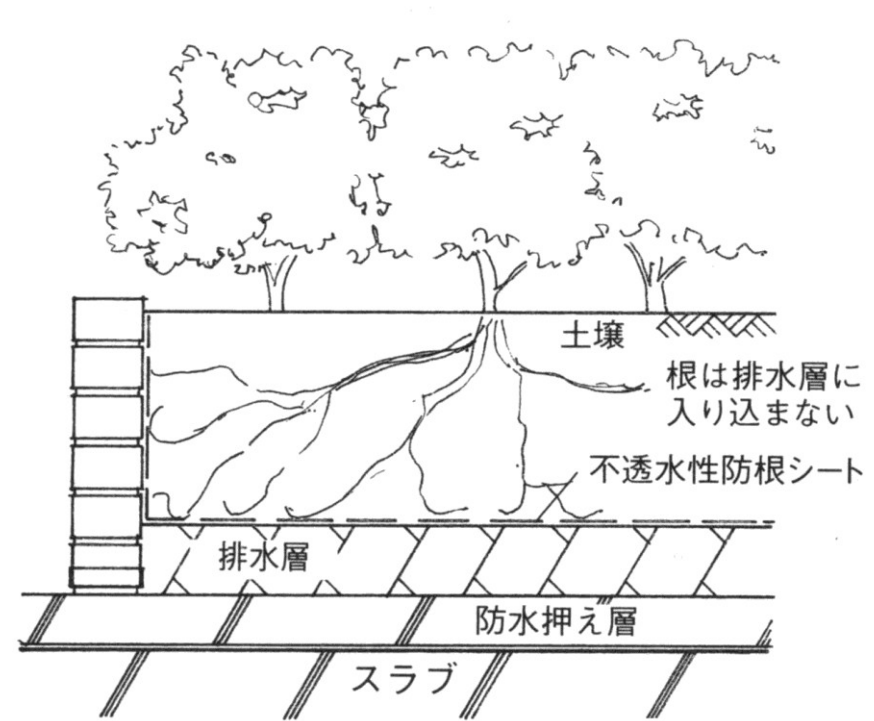 土壌
根は排水層に
入り込まない
不透水性防根シート
排水層
防水押え層
スラブ